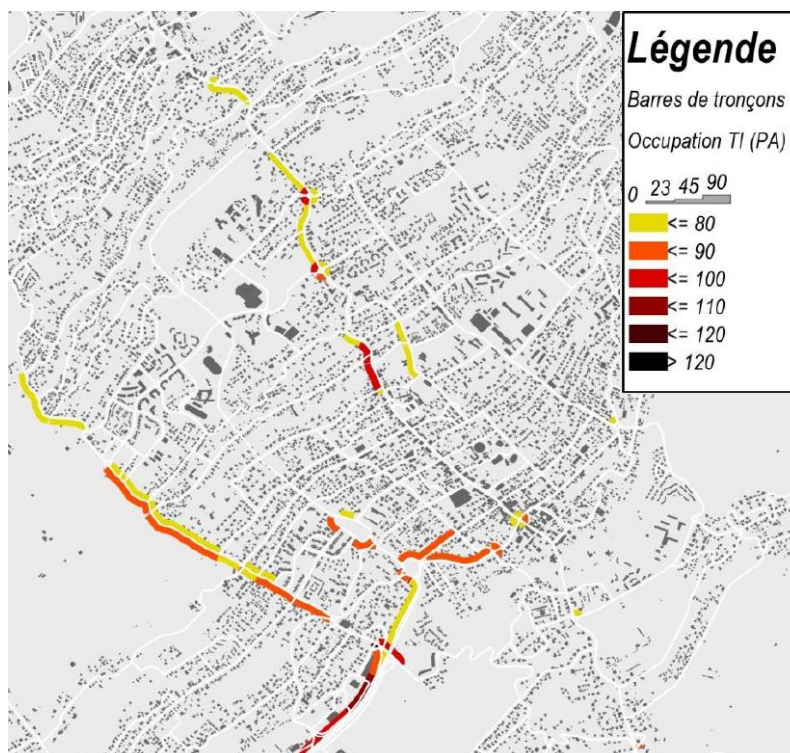 Légende
Barres de tronçons
Occupation TI (PA)
0 23 45 90
<= 80
<= 90
<= 100
<= 110
<= 120
> 120